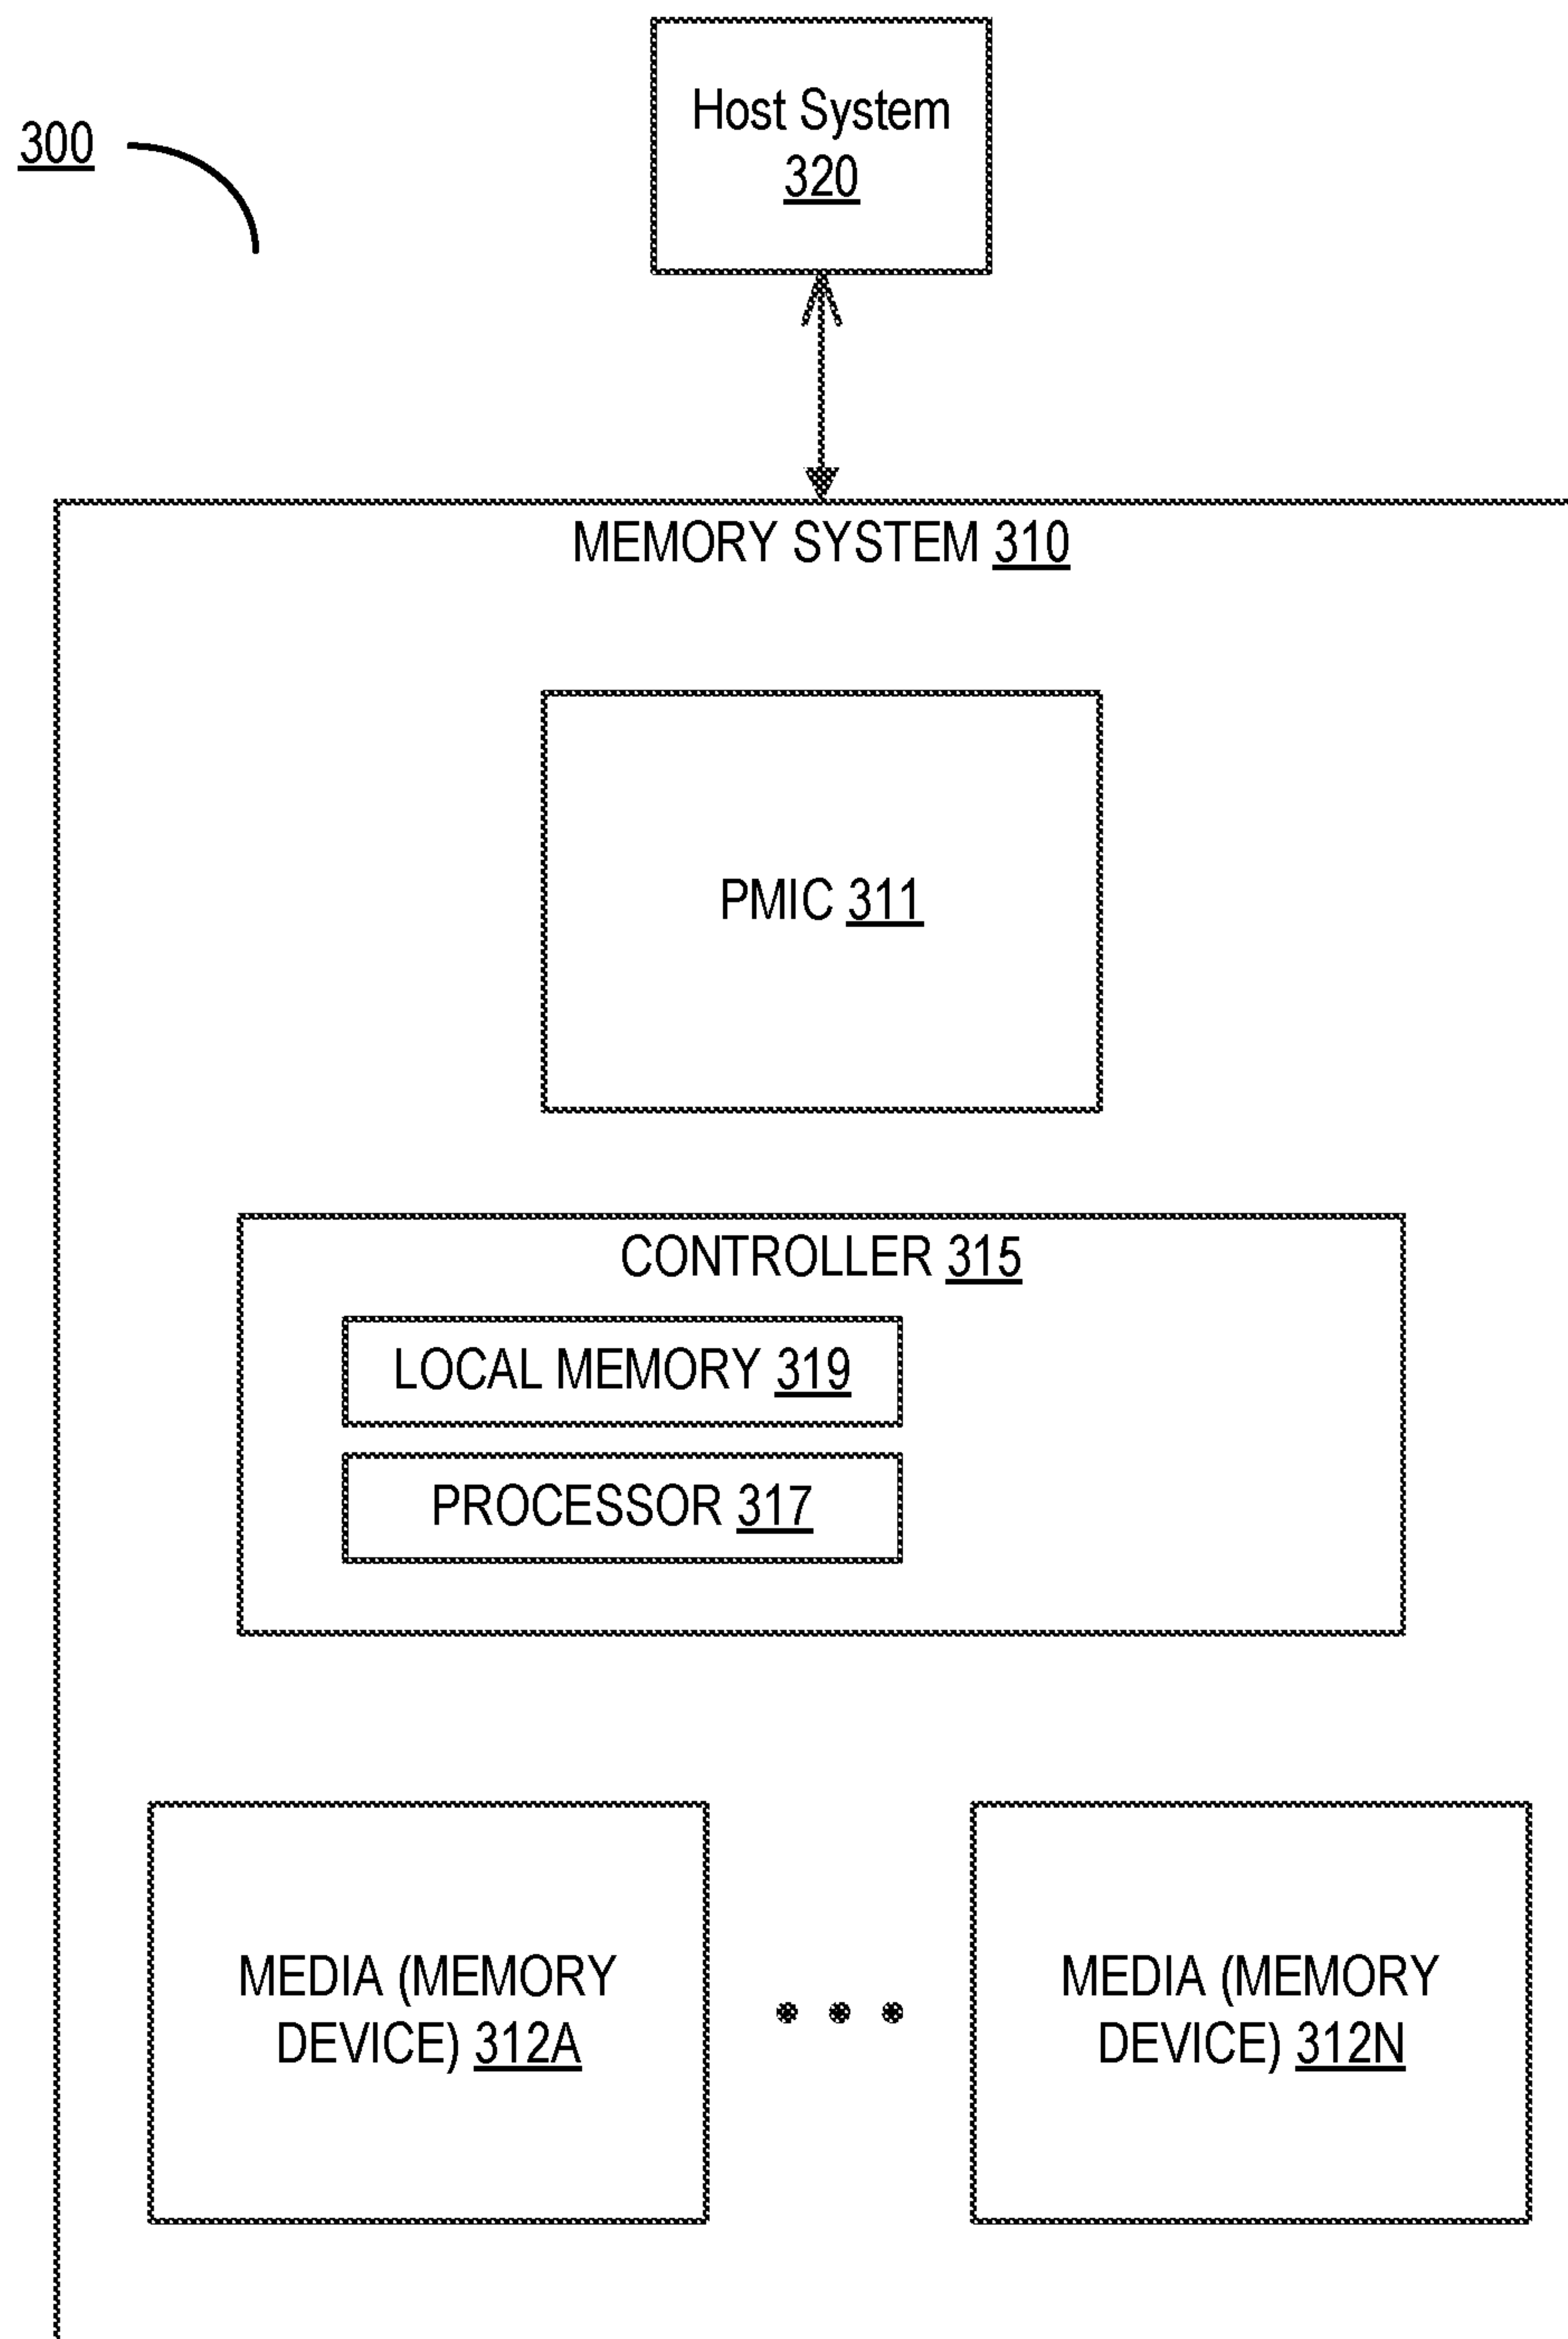 Host System
320
300
MEMORY SYSTEM 310
PMIC 311
CONTROLLER 315
LOCAL MEMORY 319
PROCESSOR 317
MEDIA (MEMORY
DEVICE) 312A
MEDIA (MEMORY
DEVICE) 312N